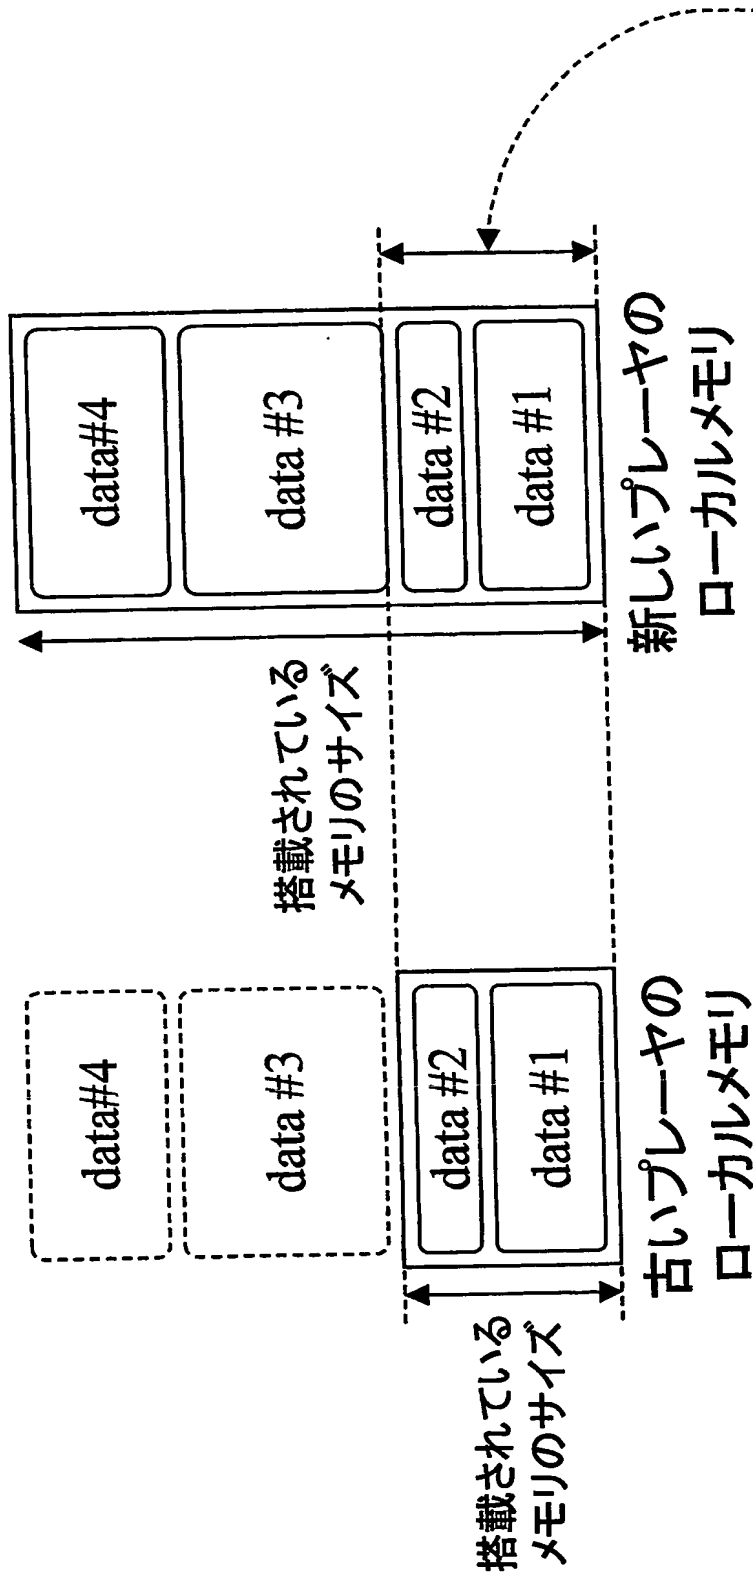 data#4
data #3
data #2
data #1
古いプレーヤの
ローカルメモリ
搭載されている
メモリのサイズ
data#4
data #3
data #2
data #1
新しいプレーヤの
ローカルメモリ
搭載されている
メモリのサイズ